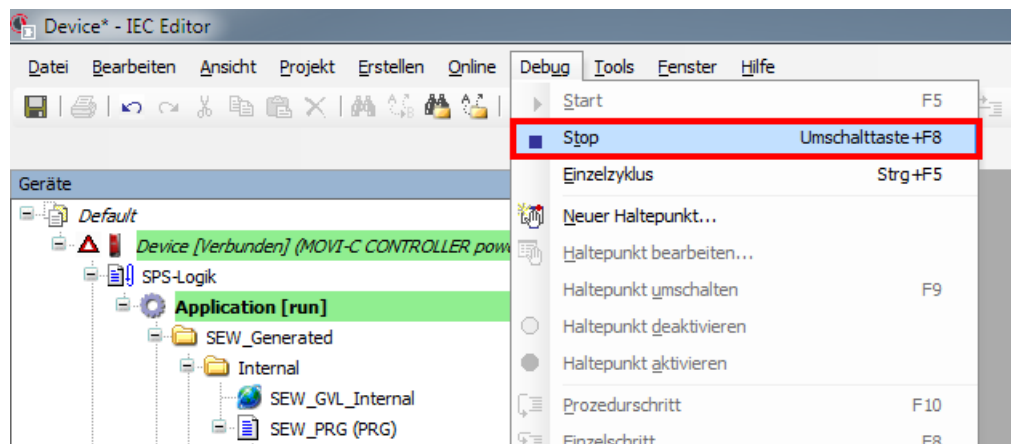 Device* - IEC Editor
Datei Bearbeiten Ansicht Projekt Erstellen Online Debug Tools Fenster Hilfe
Start F5
Stop Umschalttaste+F8
Einzelzyklus Strg+F5
Neuer Haltepunkt...
Haltepunkt bearbeiten...
Haltepunkt umschalten F9
Haltepunkt deaktivieren
Haltepunkt aktivieren
Prozedurschritt F10
Einzelschritt F8
Geräte
Default
Device [Verbunden] (MOVI-C CONTROLLER
SPS-Logik
Application [run]
SEW_Generated
Internal
SEW_GVL_Internal
SEW_PRG (PRG)